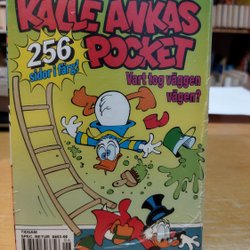 KALLE ANKAS
POCKET
256
sidor i färg!
Vart tog väggen
vägen?